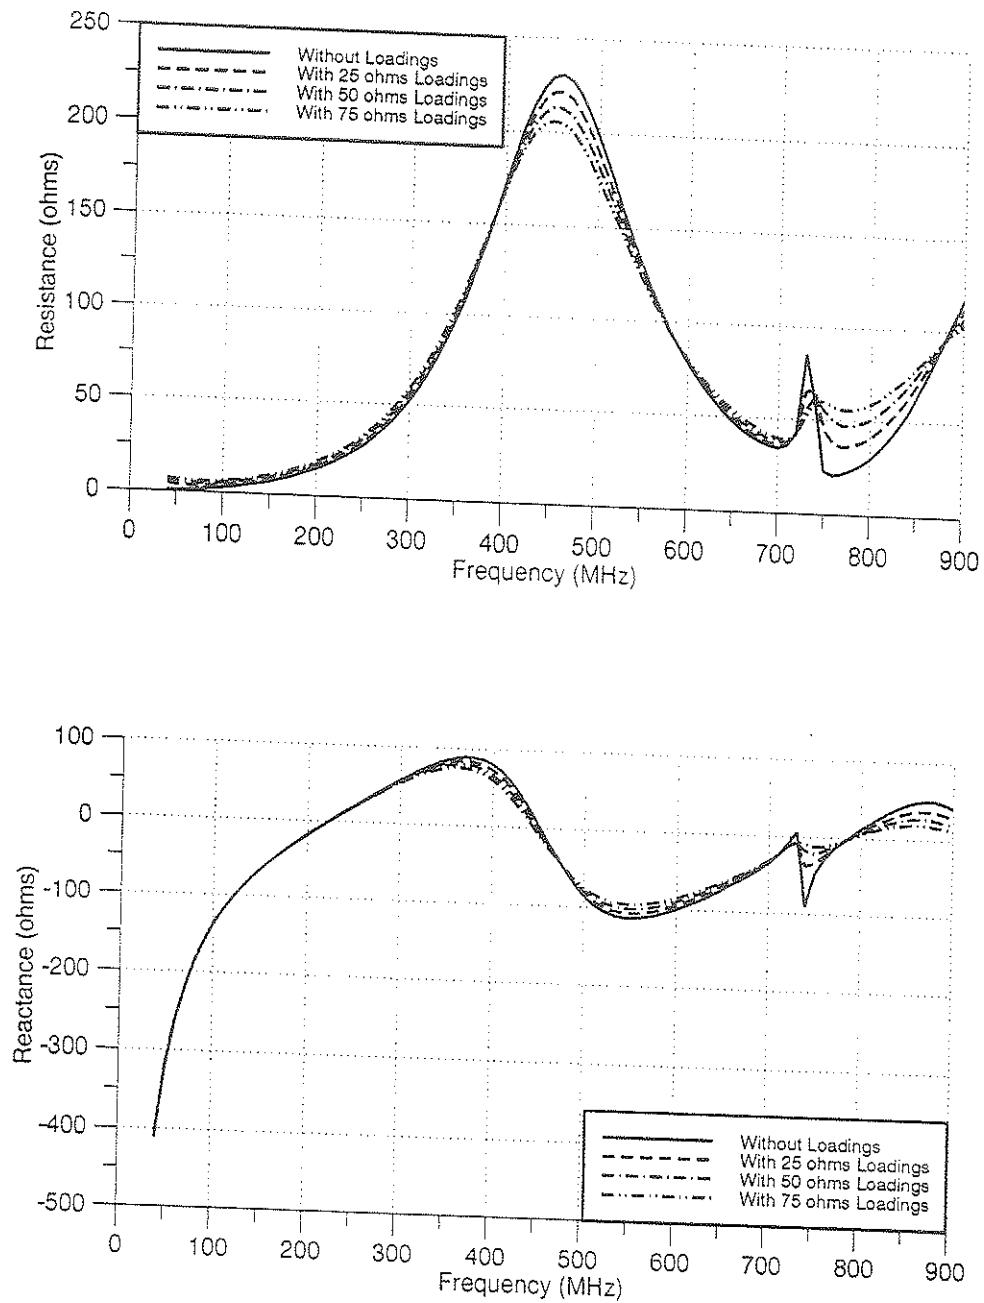 250
200
150
100
50
0
Resistance (ohms)
Without Loadings
With 25 ohms Loadings
With 50 ohms Loadings
With 75 ohms Loadings
0 100 200 300 400 500 600 700 800 900
Frequency (MHz)
100
0
-100
-200
-300
-400
-500
Reactance (ohms)
Without Loadings
With 25 ohms Loadings
With 50 ohms Loadings
With 75 ohms Loadings
0 100 200 300 400 500 600 700 800 900
Frequency (MHz)